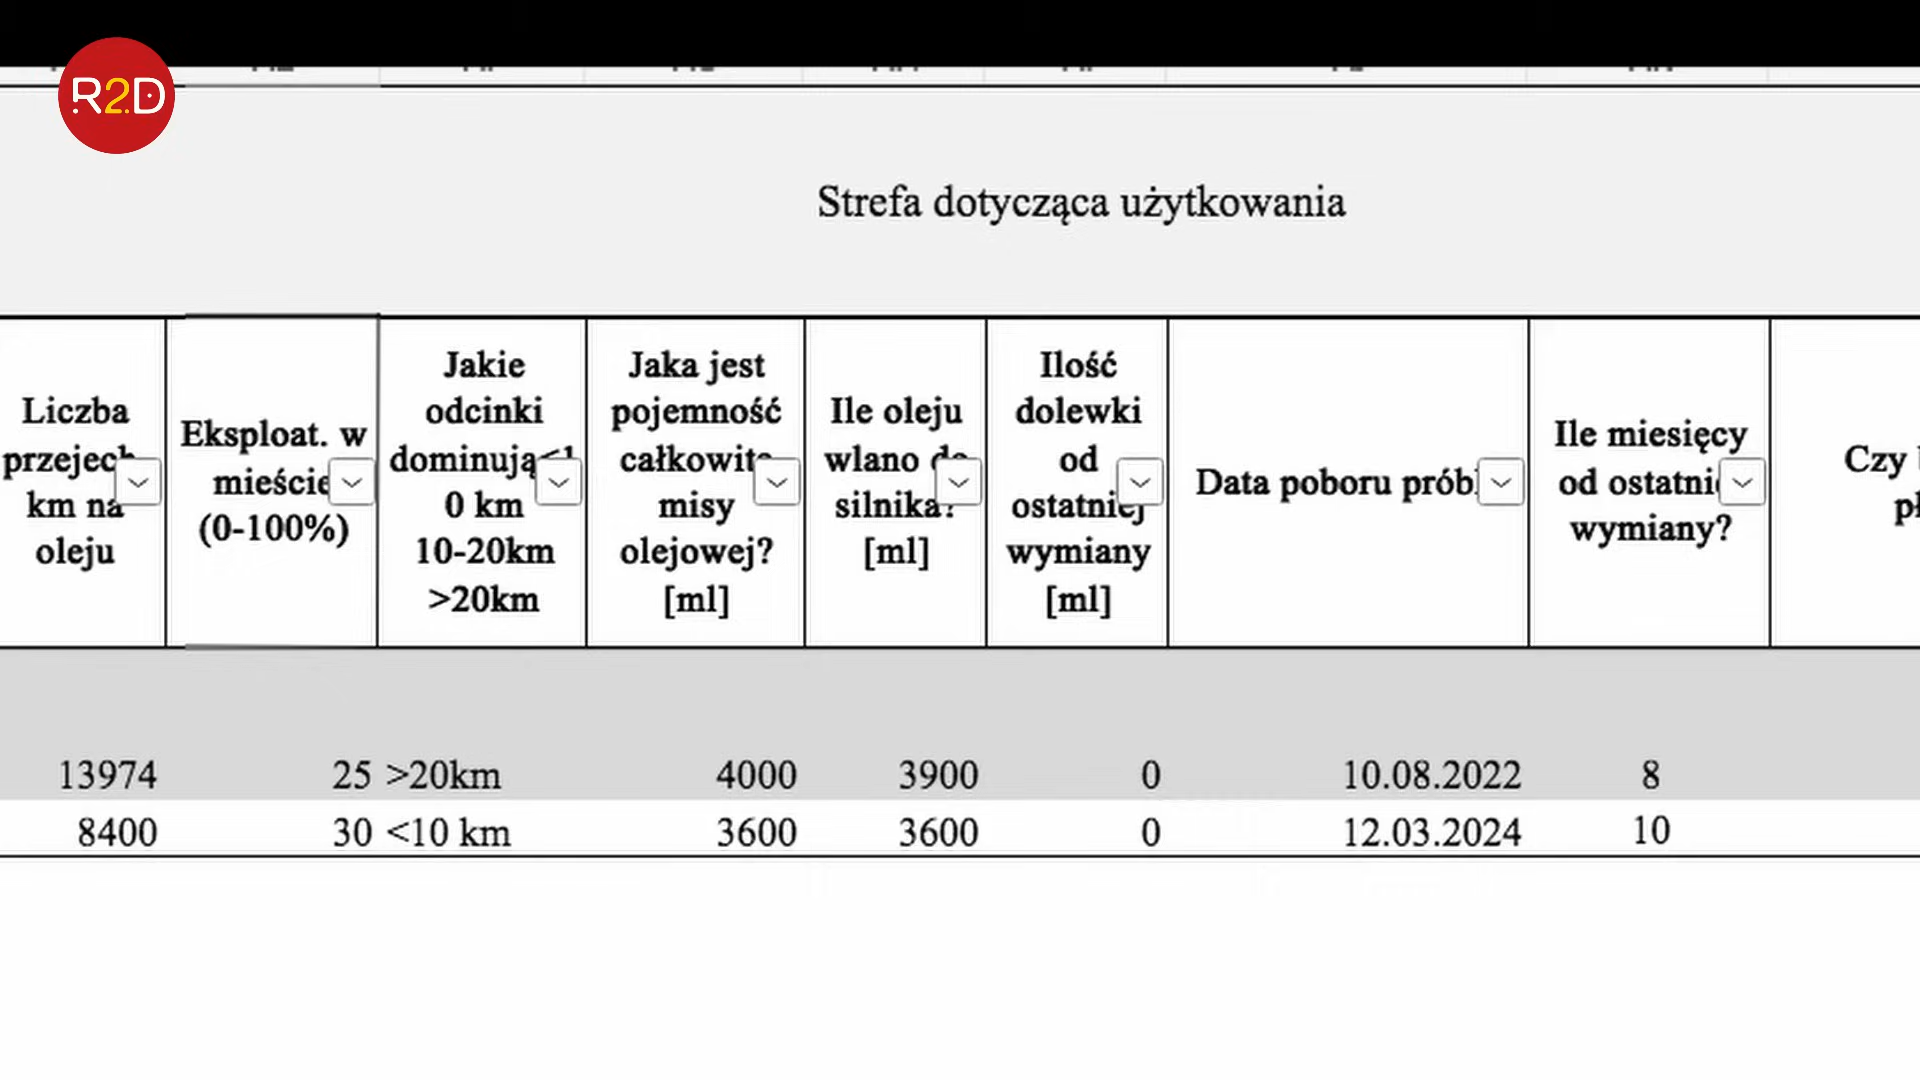 R2D
Strefa dotycząca użytkowania
Liczba
km na
oleju
Eksploat. w
mieście
(0-100%)
Jakie
odcinki
0 km
10-20km
>20km
Jaka jest
pojemność
misy
olejowej?
[ml]
Ile oleju
wlano
silnika?
[ml]
Ilość
dolewki
od
ostatniej
wymiany
[ml]
Data poboru
Ile miesięcy
od
wymiany?
Czy
13974 25 >20km 4000 3900 0 10.08.2022 8
8400 30 <10 km 3600 3600 0 12.03.2024 10